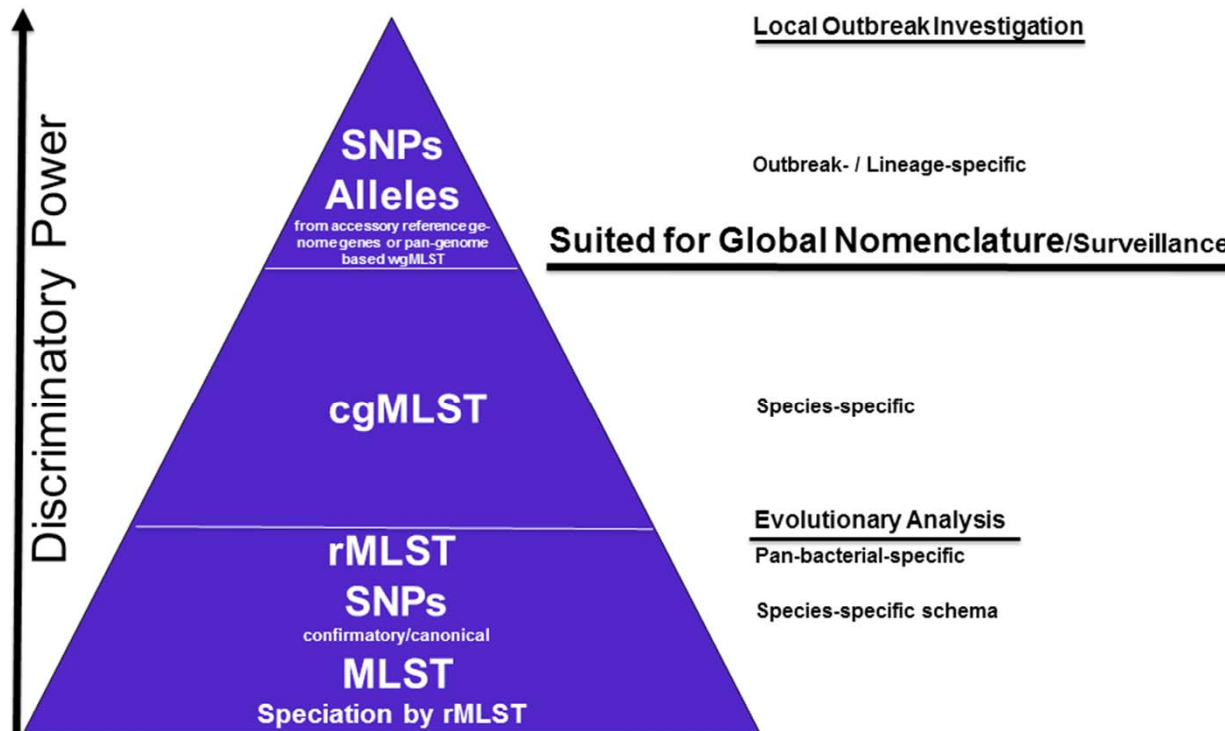 Discriminatory Power
SNPs
Alleles
from accessory reference ge-
nome genes or pan-genome
based wgMLST
cgMLST
rMLST
SNPs
confirmatory/canonical
MLST
Speciation by rMLST
Local Outbreak Investigation
Outbreak- / Lineage-specific
Suited for Global Nomenclature/Surveillance
Species-specific
Evolutionary Analysis
Pan-bacterial-specific
Species-specific schema